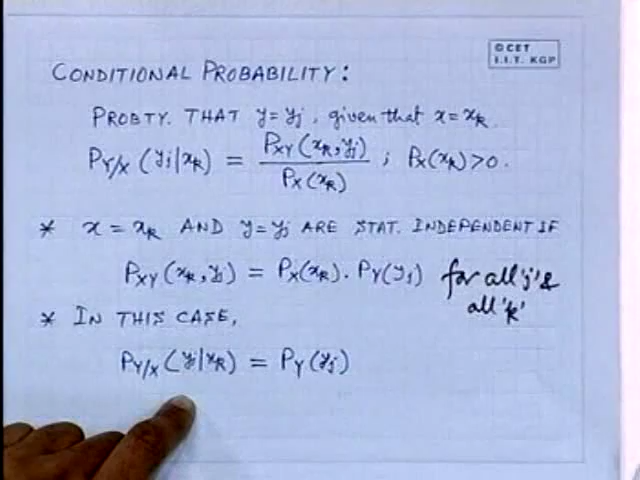 © CET
I.I.T. KGP
CONDITIONAL PROBABILITY:
PROBTY. THAT y = yj, given that x = xk.
PY/X (yj|xk) = PXY(xk, yj) / PX(xk) ; PX(xk) > 0.
* x = xk AND y = yj ARE STAT. INDEPENDENT IF
PXY(xk, yj) = PX(xk) . PY(yj) for all 'j' &
all 'k'
* IN THIS CASE,
PY/X (yj|xk) = PY(yj)